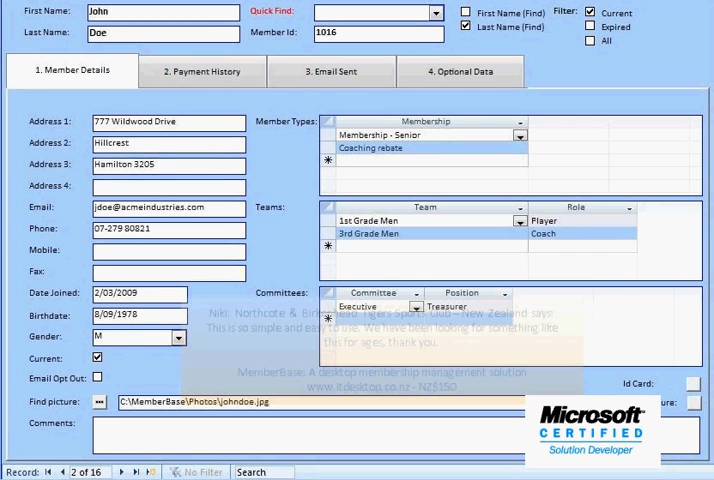 First Name: John Quick Find: First Name (Find) Filter: Current
Last Name: Doe Member Id: 1016 Last Name (Find) Expired
All
1. Member Details 2. Payment History 3. Email Sent 4. Optional Data
Address 1: 777 Wildwood Drive Member Types: Membership
Membership - Senior
Address 2: Hillcrest
Coaching rebate
Address 3: Hamilton 3205
Address 4:
Email: jdoe@acmeindustries.com Teams: Team Role
1st Grade Men Player
Phone: 07-279 80821
3rd Grade Men Coach
Mobile:
Fax:
Date Joined: 2/03/2009 Committees: Committee Position
Executive Treasurer
Birthdate: 8/09/1978
Niki: Northcote & Tigers Sports Club - New Zealand says:
This is so simple and easy to use. We have been looking for something like
this for ages, thank you.
Gender: M
Current:
MemberBase: A desktop membership management solution
Email Opt Out:
www.itdesktop.co.nz - NZ$150
Id Card:
Find picture: ... C:\MemberBase\Photos\johndoe.jpg ure:
Comments:
Microsoft
CERTIFIED
Solution Developer
Record: 2 of 16 No Filter Search